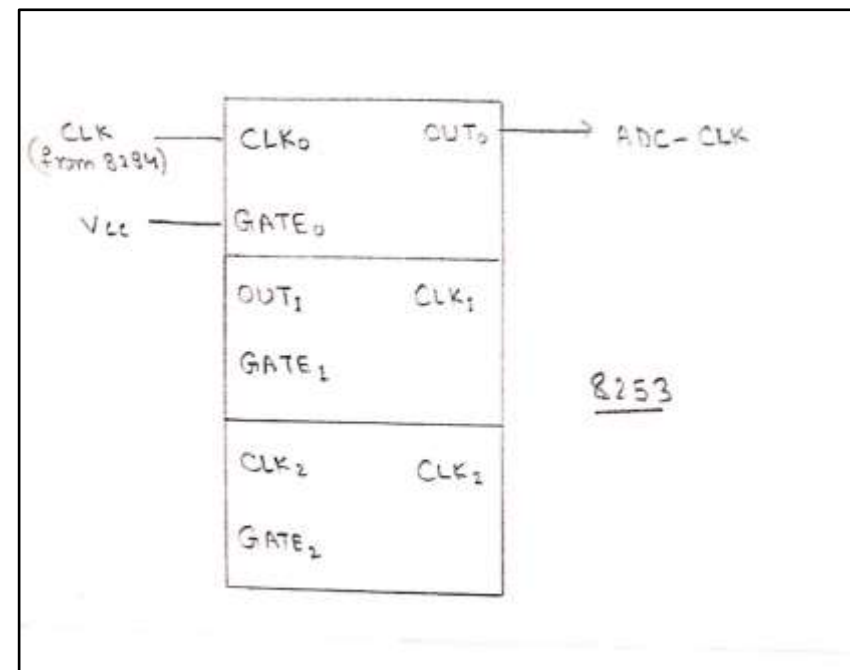 CLK
(from 8284)
CLK₀
OUT₀
ADC-CLK
Vcc
GATE₀
OUT₁
CLK₁
GATE₁
8253
CLK₂
CLK₂
GATE₂